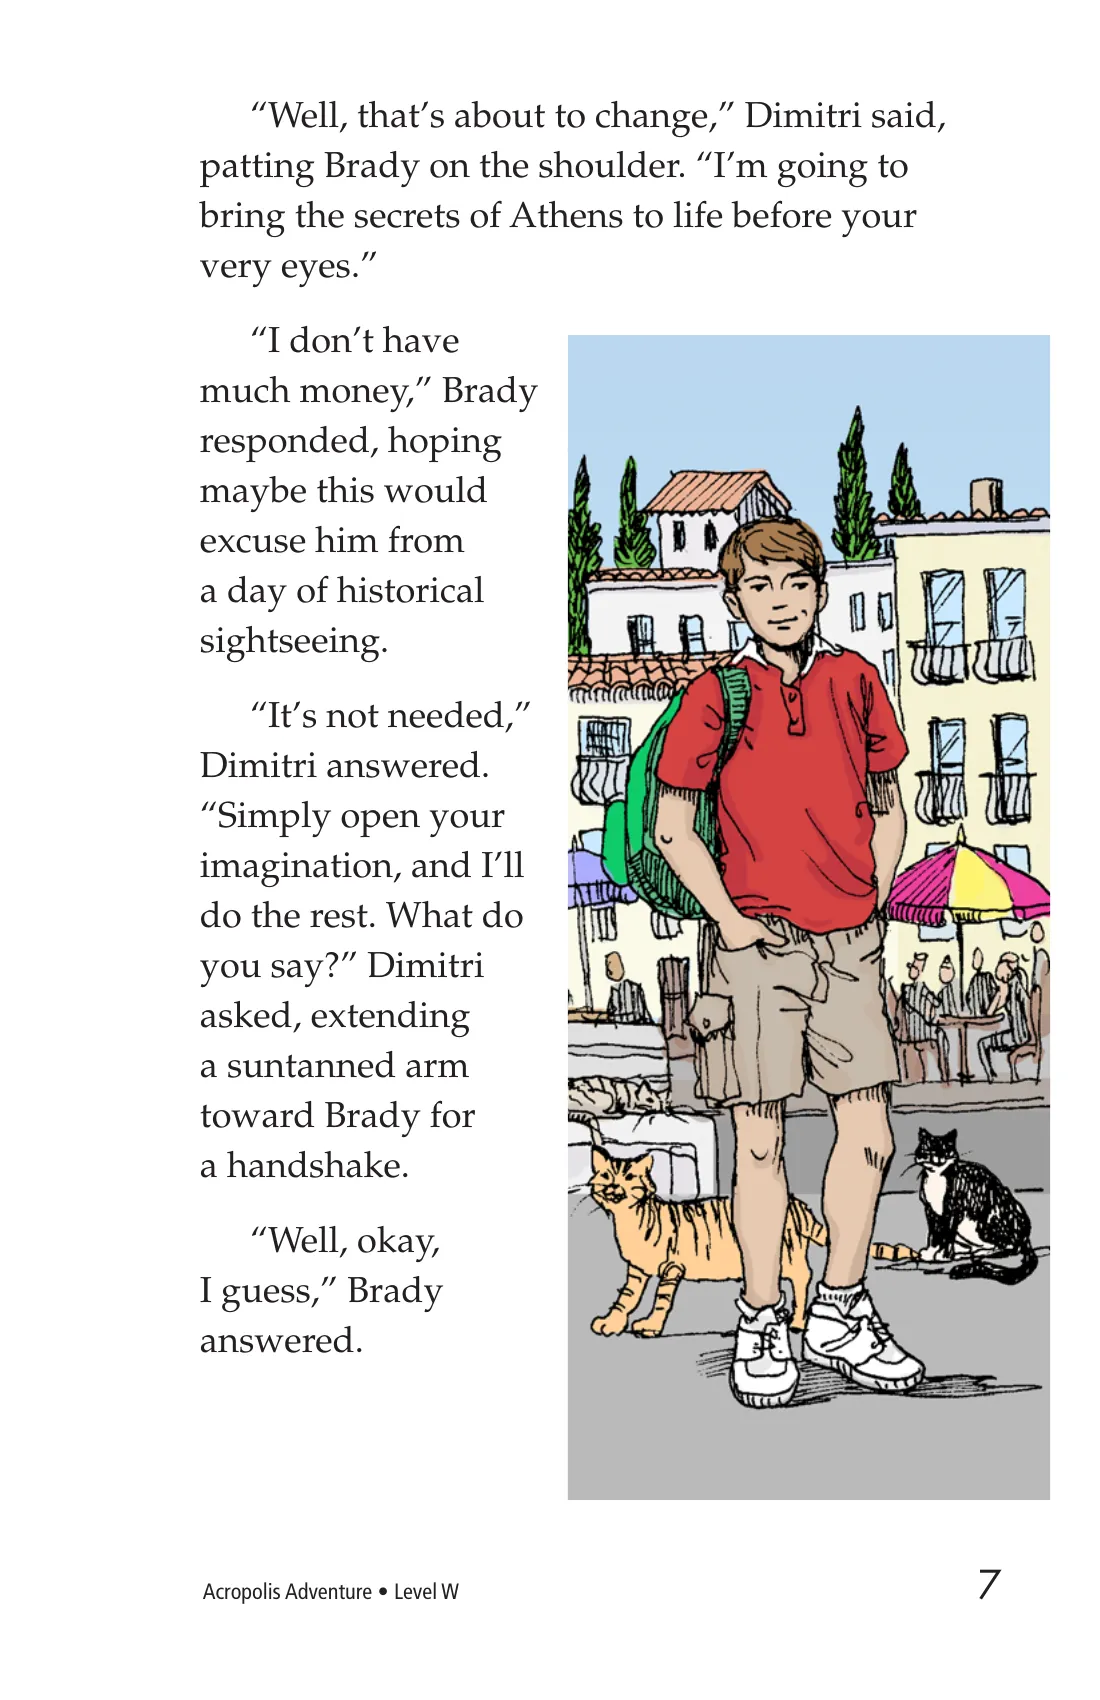 “Well, that’s about to change,” Dimitri said,
patting Brady on the shoulder. “I’m going to
bring the secrets of Athens to life before your
very eyes.”
“I don’t have
much money,” Brady
responded, hoping
maybe this would
excuse him from
a day of historical
sightseeing.
“It’s not needed,”
Dimitri answered.
“Simply open your
imagination, and I’ll
do the rest. What do
you say?” Dimitri
asked, extending
a suntanned arm
toward Brady for
a handshake.
“Well, okay,
I guess,” Brady
answered.
Acropolis Adventure • Level W
7